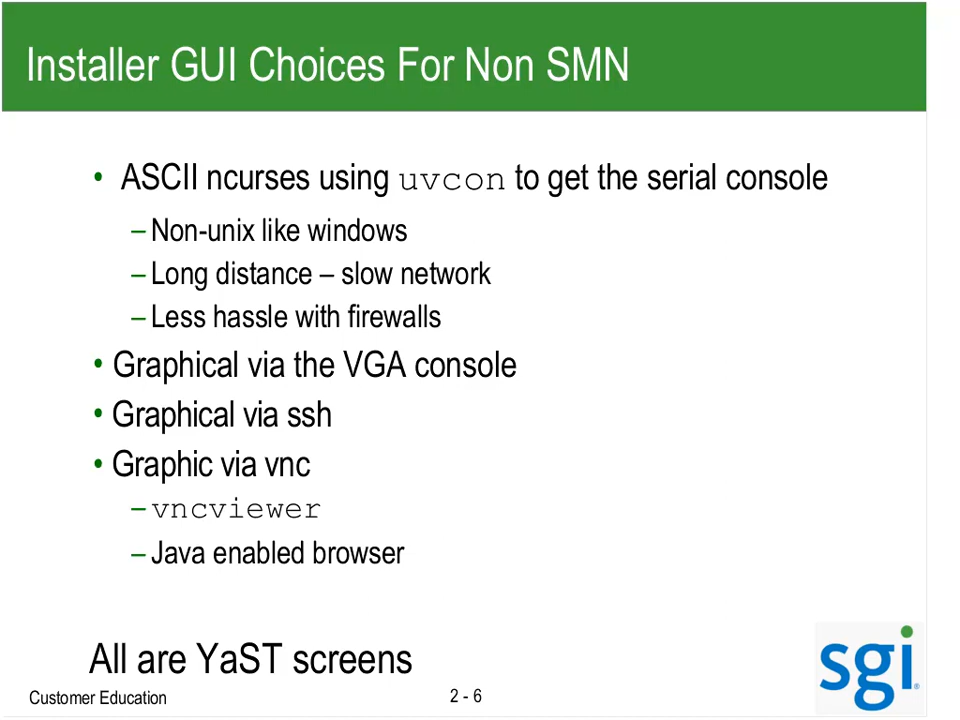 Installer GUI Choices For Non SMN
• ASCII ncurses using uvcon to get the serial console
– Non-unix like windows
– Long distance – slow network
– Less hassle with firewalls
• Graphical via the VGA console
• Graphical via ssh
• Graphic via vnc
– vncviewer
– Java enabled browser
All are YaST screens
Customer Education
2 - 6
sgi®